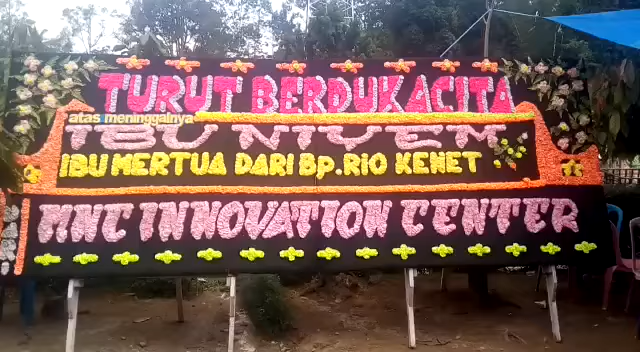 TURUT BERDUKACITA
atas meninggalnya
IBU NIYEM
IBU MERTUA DARI Bp.RIO KENET
MNC INNOVATION CENTER